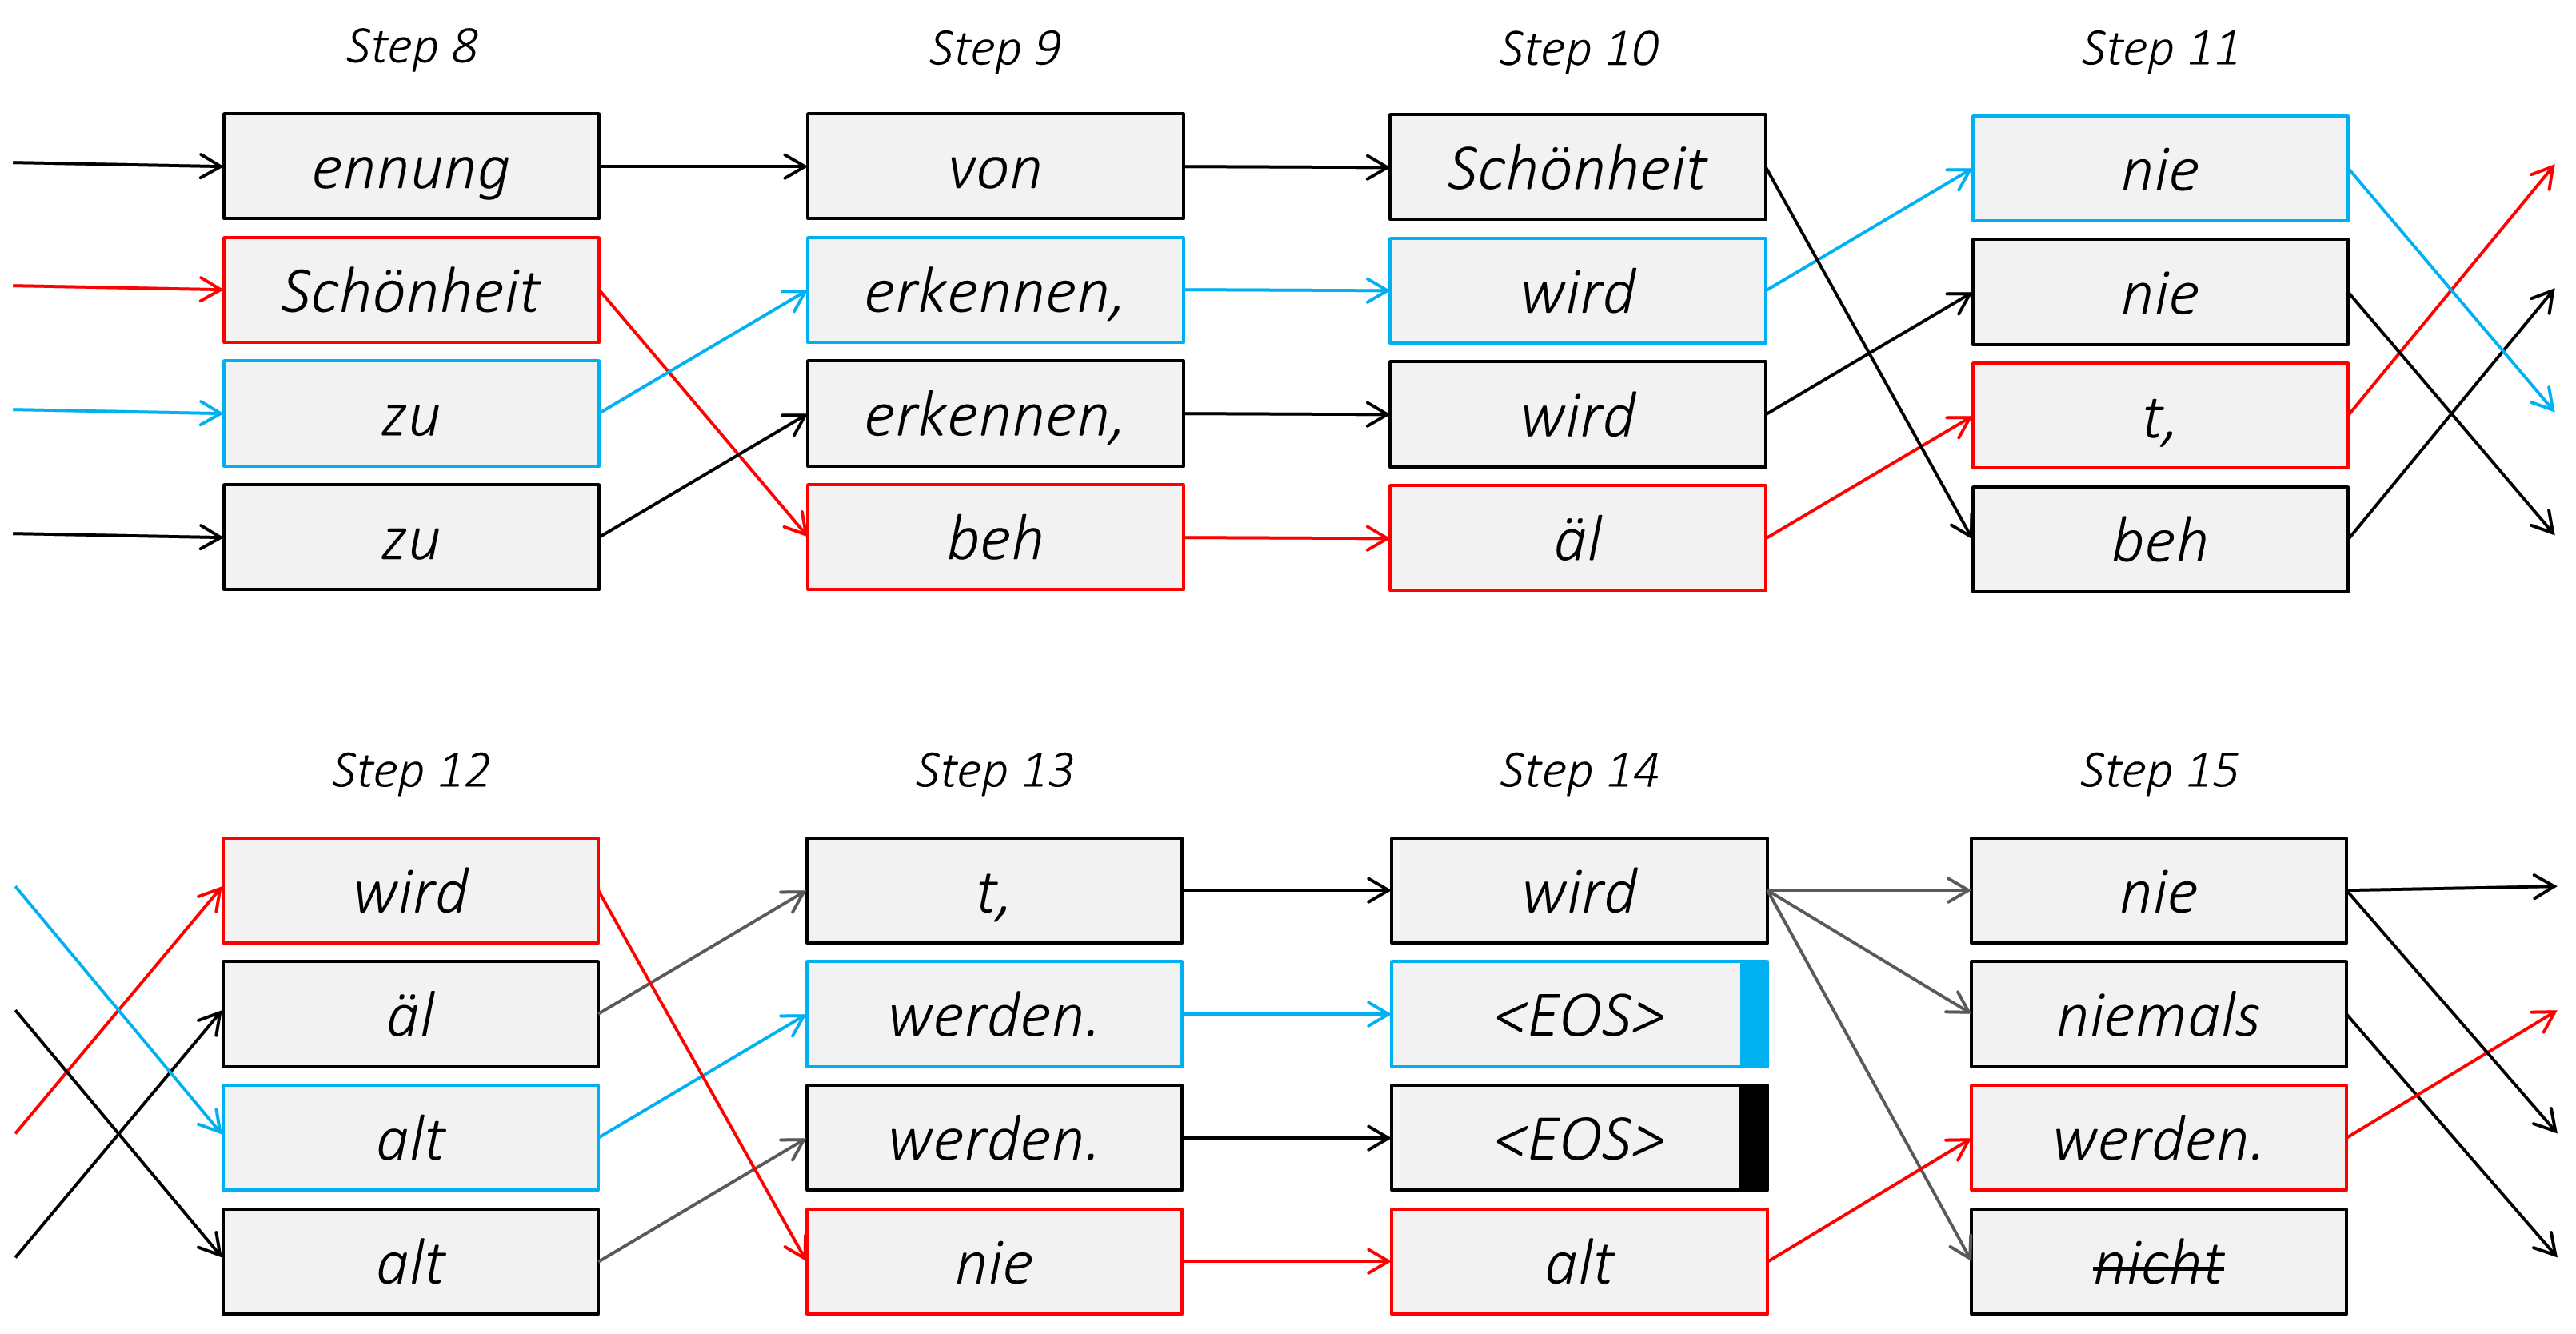 Step 8 Step 9 Step 10 Step 11
ennung von Schönheit nie
Schönheit erkennen, wird nie
zu erkennen, wird t,
zu beh äl beh
Step 12 Step 13 Step 14 Step 15
wird t, wird nie
äl werden. <EOS> niemals
alt werden. <EOS> werden.
alt nie alt nicht